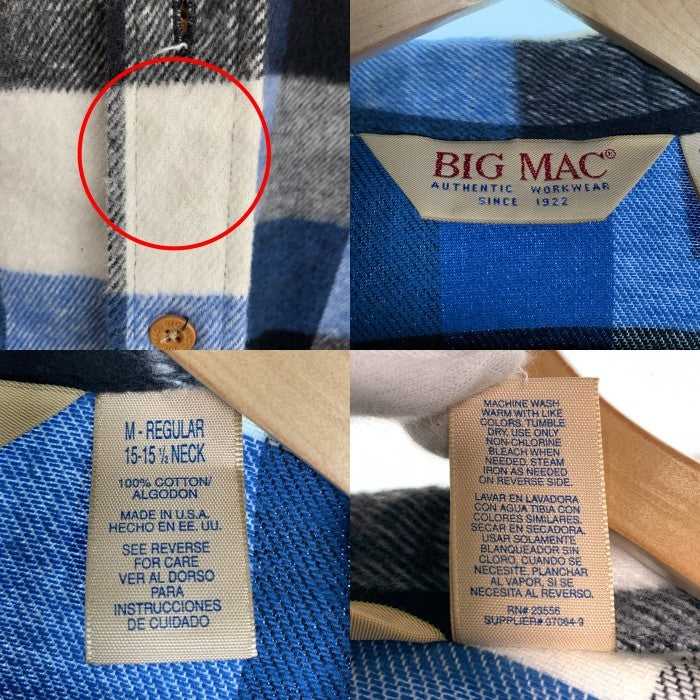 BIG MAC®
AUTHENTIC WORKWEAR
SINCE 1922
M - REGULAR
15-15 ½ NECK
100% COTTON/
ALGODON
MADE IN U.S.A.
HECHO EN EE. UU.
SEE REVERSE
FOR CARE
VER AL DORSO
PARA
INSTRUCCIONES
DE CUIDADO
MACHINE WASH
WARM WITH LIKE
COLORS, TUMBLE
DRY. USE ONLY
NON-CHLORINE
BLEACH WHEN
NEEDED. STEAM
IRON AS NEEDED
ON REVERSE SIDE.
LAVAR EN LAVADORA
CON AGUA TIBIA CON
COLORES SIMILARES.
SECAR EN SECADORA.
USAR SOLAMENTE
BLANQUEADOR SIN
CLORO, CUANDO SE
NECESITE. PLANCHAR
AL VAPOR, SI SE
NECESITA AL REVERSO.
RN# 23556
SUPPLIER# 07064-9